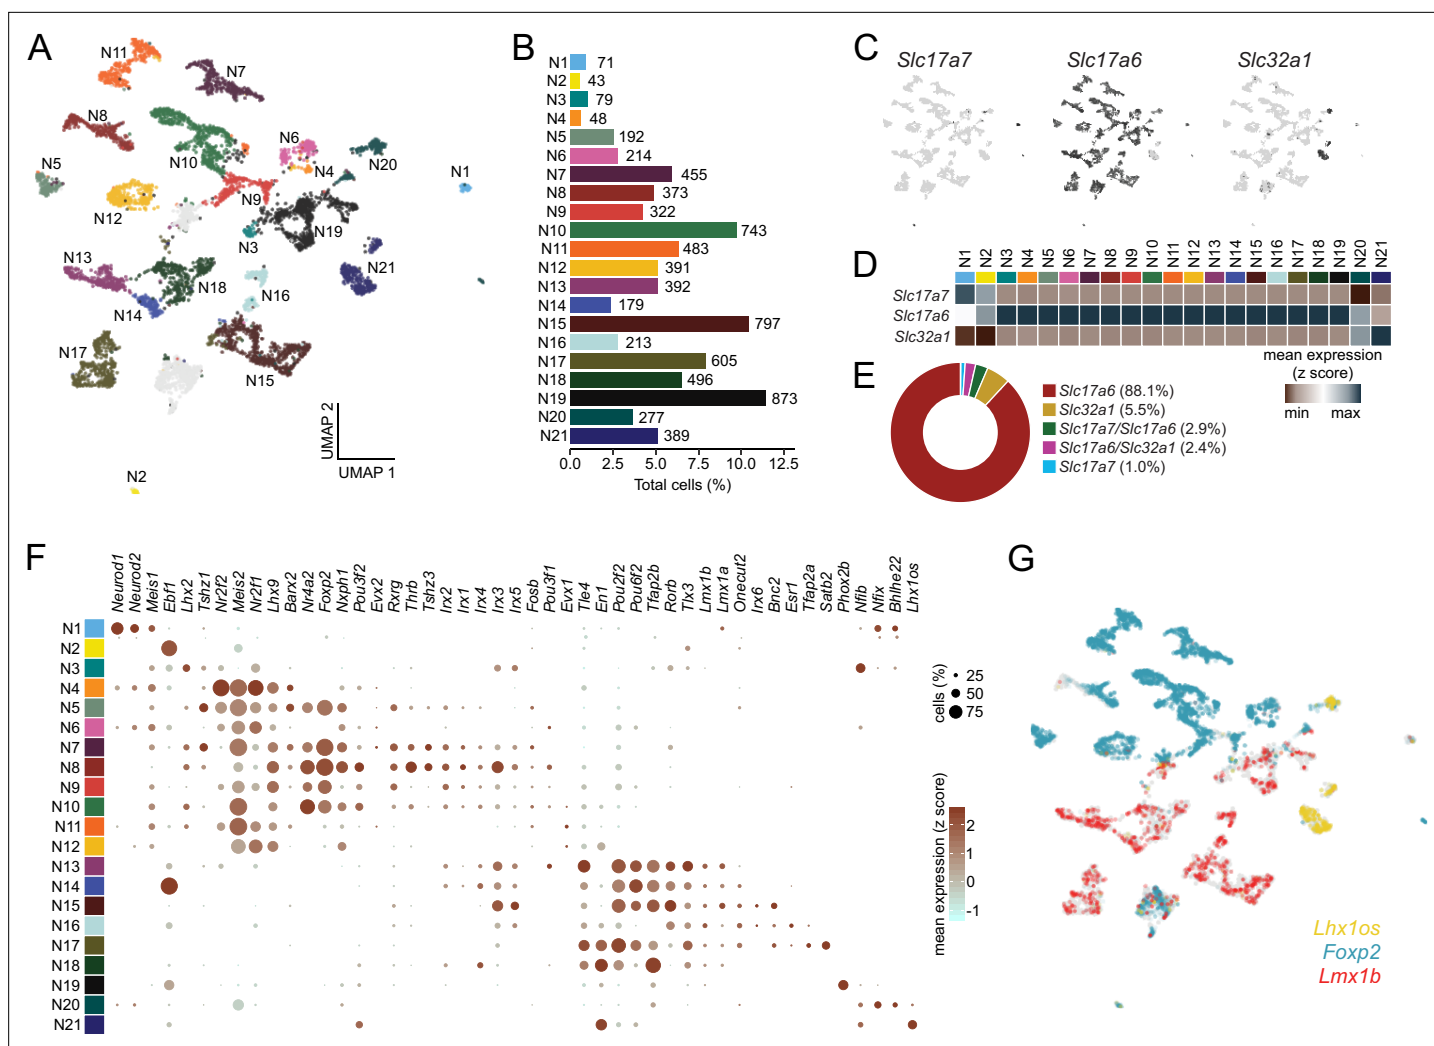 A
N11
N7
N8
N10
N6
N20
N5
N4
N1
N12
N9
N3
N19
N13
N21
N18
N16
N14
N17
N15
UMAP 2
UMAP 1
N2
B
N1 71
N2 43
N3 79
N4 48
N5 192
N6 214
N7 455
N8 373
N9 322
N10 743
N11 483
N12 391
N13 392
N14 179
N15 797
N16 213
N17 605
N18 496
N19 873
N20 277
N21 389
0.0 2.5 5.0 7.5 10.0 12.5
Total cells (%)
C
Slc17a7 Slc17a6 Slc32a1
D
N1 N2 N3 N4 N5 N6 N7 N8 N9 N10 N11 N12 N13 N14 N15 N16 N17 N18 N19 N20 N21
Slc17a7
Slc17a6
Slc32a1
mean expression
(z score)
min max
E
Slc17a6 (88.1%)
Slc32a1 (5.5%)
Slc17a7/Slc17a6 (2.9%)
Slc17a6/Slc32a1 (2.4%)
Slc17a7 (1.0%)
F
Neurod1 Neurod2 Meis1 Ebf1 Lhx2 Tshz1 Nr2f2 Meis2 Nr2f1 Lhx9 Barx2 Nr4a2 Foxp2 Nxph1 Pou3f2 Evx2 Rxrg Thrb Tshz3 Irx2 Irx1 Irx4 Irx3 Irx5 Fosb Pou3f1 Evx1 Tle4 En1 Pou2f2 Pou6f2 Tfap2b Rorb Tlx3 Lmx1b Lmx1a Onecut2 Irx6 Bnc2 Esr1 Tfap2a Satb2 Phox2b Nfib Nfix Bhlhe22 Lhx1os
N1
N2
N3
N4
N5
N6
N7
N8
N9
N10
N11
N12
N13
N14
N15
N16
N17
N18
N19
N20
N21
cells (%)
25
50
75
mean expression (z score)
2
1
0
-1
G
Lhx1os
Foxp2
Lmx1b